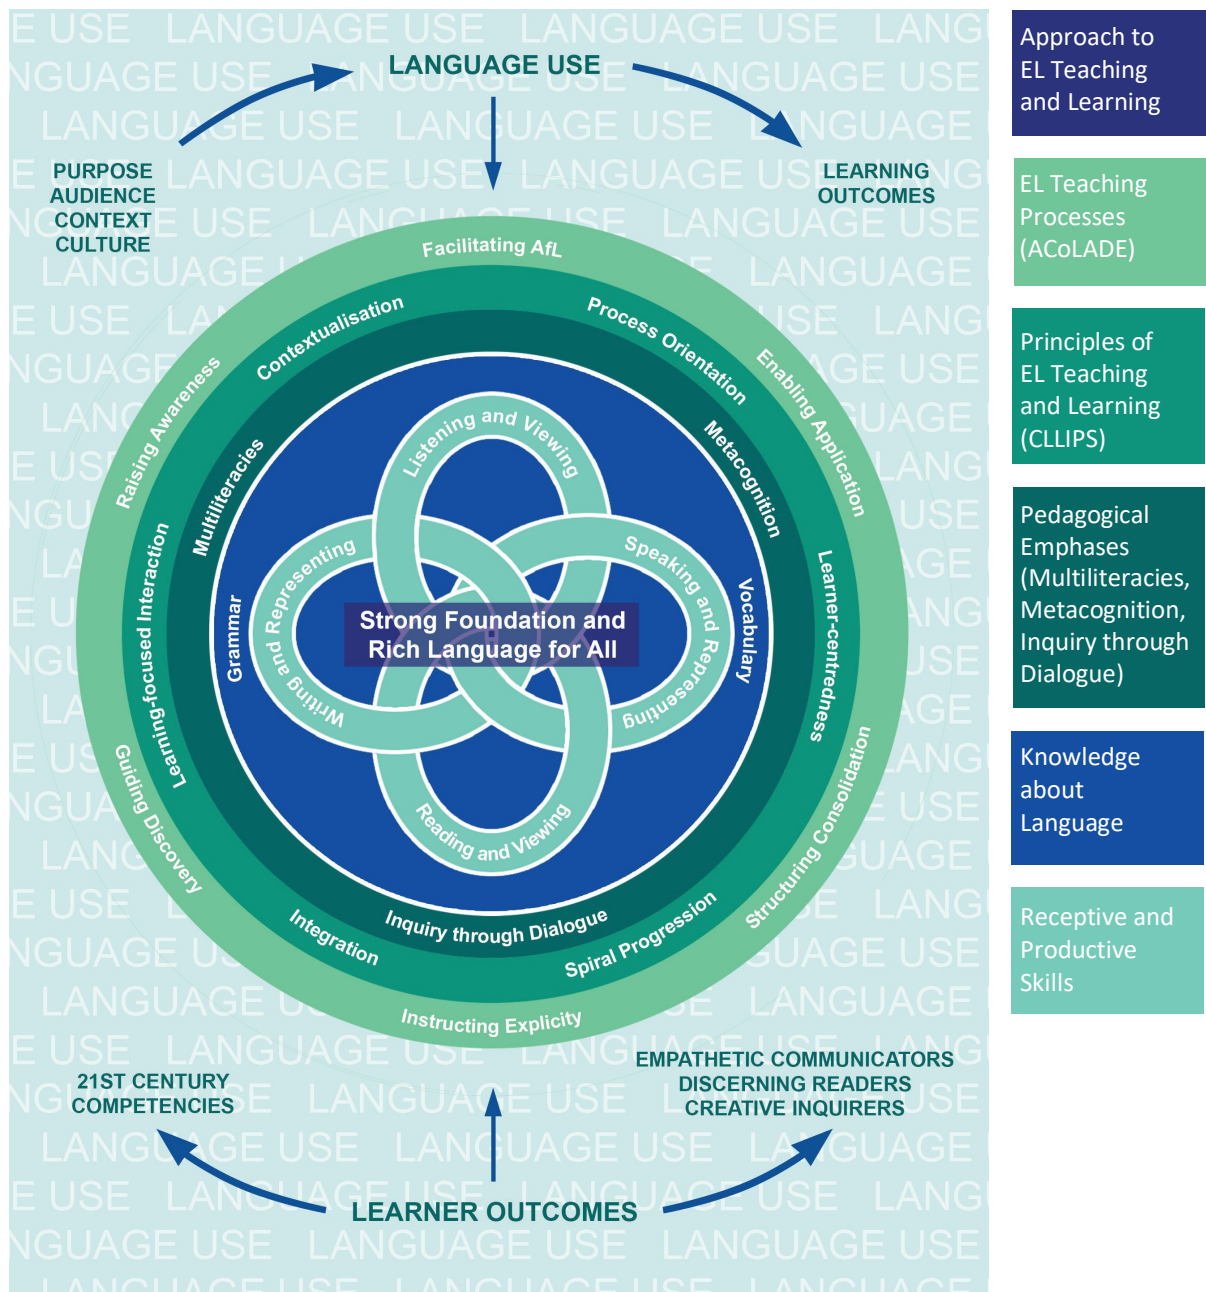 LANGUAGE USE
PURPOSE
AUDIENCE
CONTEXT
CULTURE
LEARNING
OUTCOMES
Facilitating AfL
Raising Awareness
Enabling Application
Guiding Discovery
Structuring Consolidation
Instructing Explicity
Contextualisation
Process Orientation
Learning-focused Interaction
Learner-centredness
Integration
Spiral Progression
Multiliteracies
Metacognition
Inquiry through Dialogue
Grammar
Vocabulary
Listening and Viewing
Writing and Representing
Speaking and Representing
Reading and Viewing
Strong Foundation and
Rich Language for All
21ST CENTURY
COMPETENCIES
EMPATHETIC COMMUNICATORS
DISCERNING READERS
CREATIVE INQUIRERS
LEARNER OUTCOMES
Approach to
EL Teaching
and Learning
EL Teaching
Processes
(ACoLADE)
Principles of
EL Teaching
and Learning
(CLLIPS)
Pedagogical
Emphases
(Multiliteracies,
Metacognition,
Inquiry through
Dialogue)
Knowledge
about
Language
Receptive and
Productive
Skills